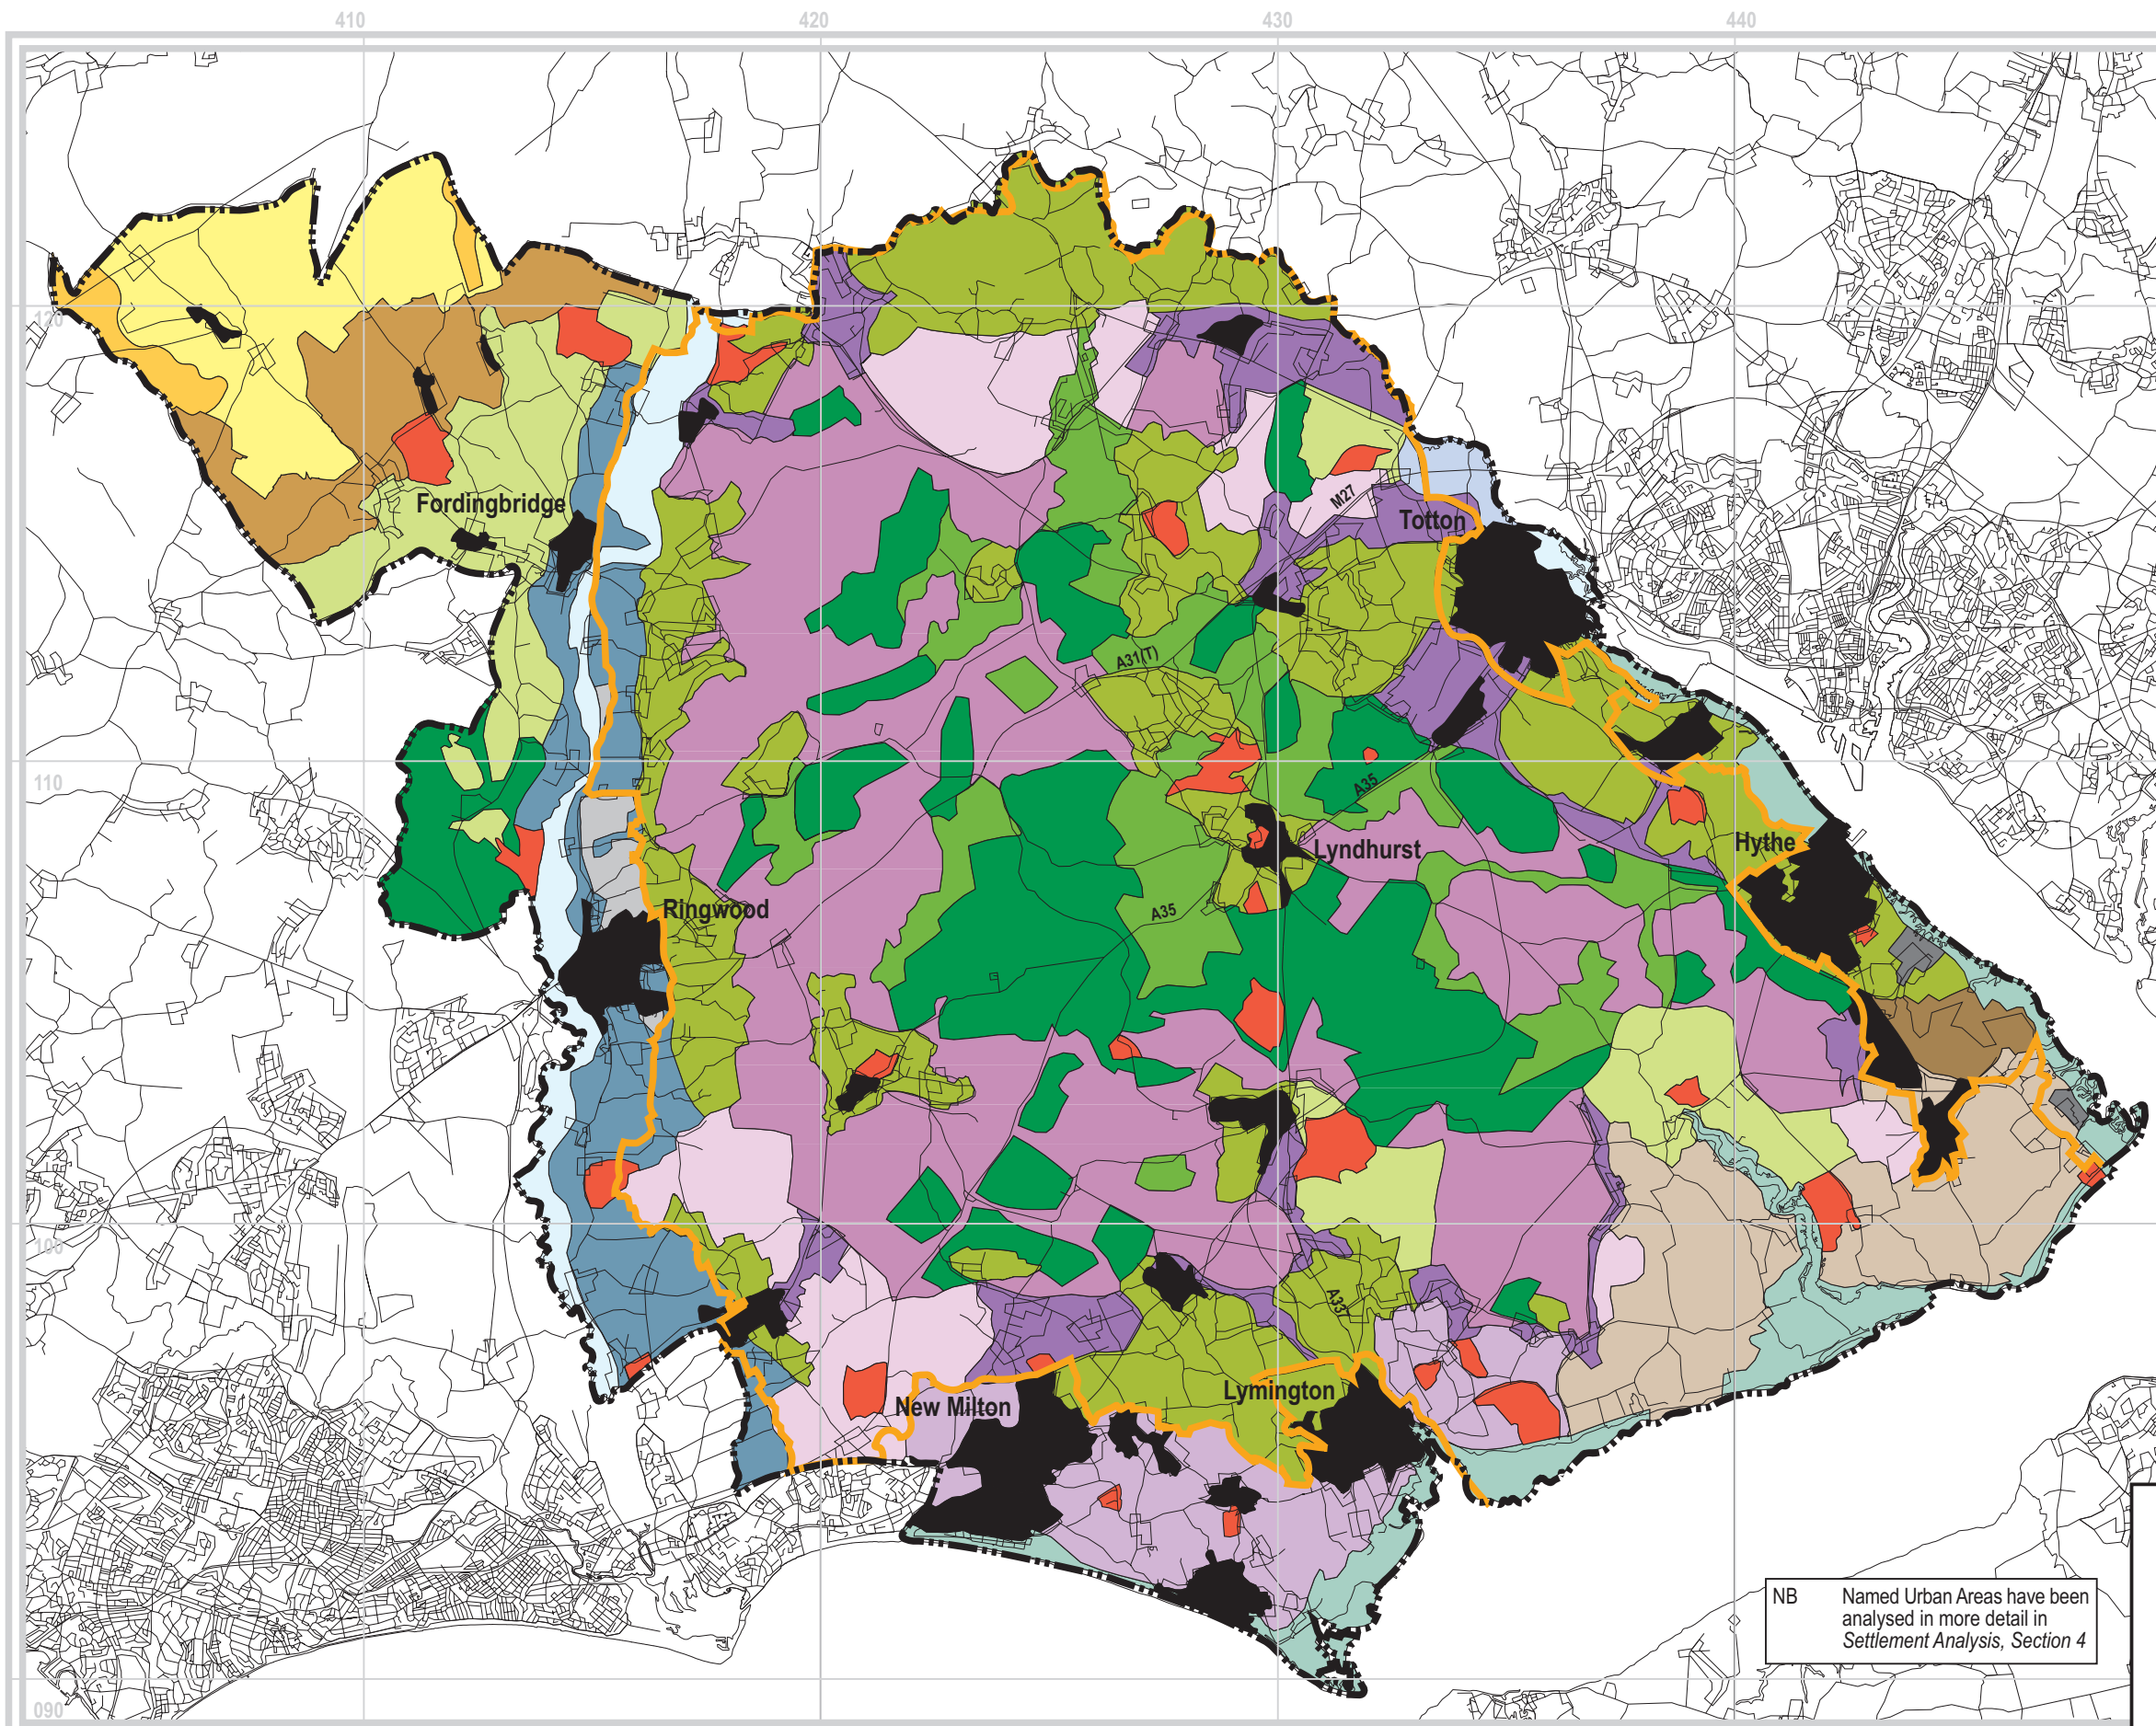 410 420 430 440
120
Fordingbridge
M27
Totton
A31(T)
110
A35
Hythe
Lyndhurst
Ringwood
A35
100
A337
Lymington
New Milton
NB Named Urban Areas have been
analysed in more detail in
Settlement Analysis, Section 4
090